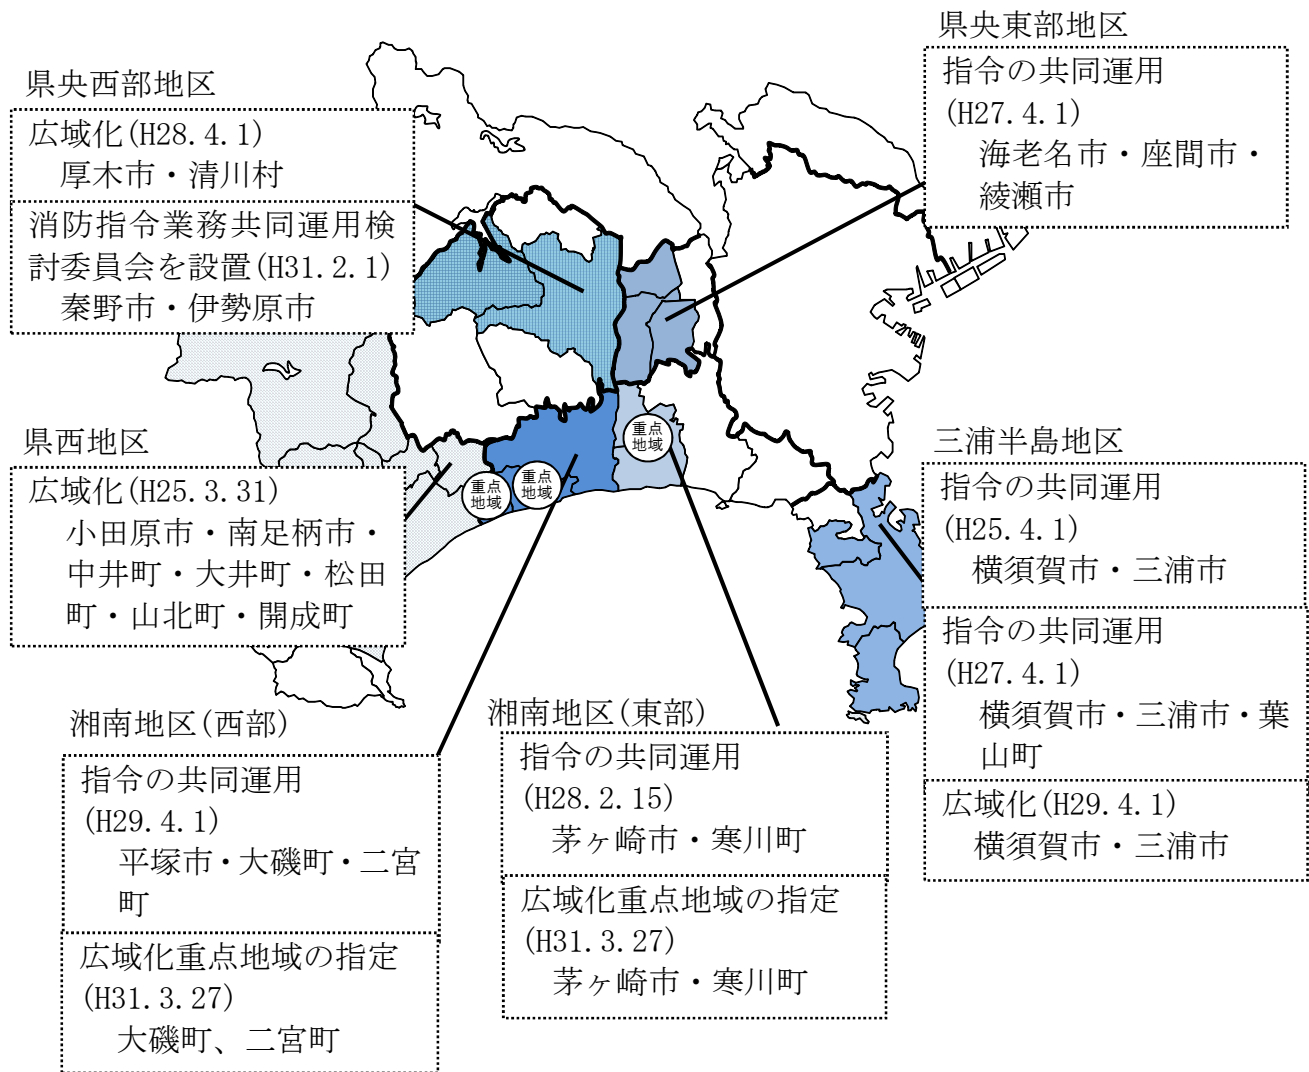 県央東部地区
指令の共同運用
(H27.4.1)
海老名市・座間市・
綾瀬市
県央西部地区
広域化(H28.4.1)
厚木市・清川村
消防指令業務共同運用検
討委員会を設置(H31.2.1)
秦野市・伊勢原市
県西地区
広域化(H25.3.31)
小田原市・南足柄市・
中井町・大井町・松田
町・山北町・開成町
重点
地域
重点
地域
重点
地域
三浦半島地区
指令の共同運用
(H25.4.1)
横須賀市・三浦市
指令の共同運用
(H27.4.1)
横須賀市・三浦市・葉
山町
広域化(H29.4.1)
横須賀市・三浦市
湘南地区(西部)
指令の共同運用
(H29.4.1)
平塚市・大磯町・二宮
町
広域化重点地域の指定
(H31.3.27)
大磯町、二宮町
湘南地区(東部)
指令の共同運用
(H28.2.15)
茅ヶ崎市・寒川町
広域化重点地域の指定
(H31.3.27)
茅ヶ崎市・寒川町